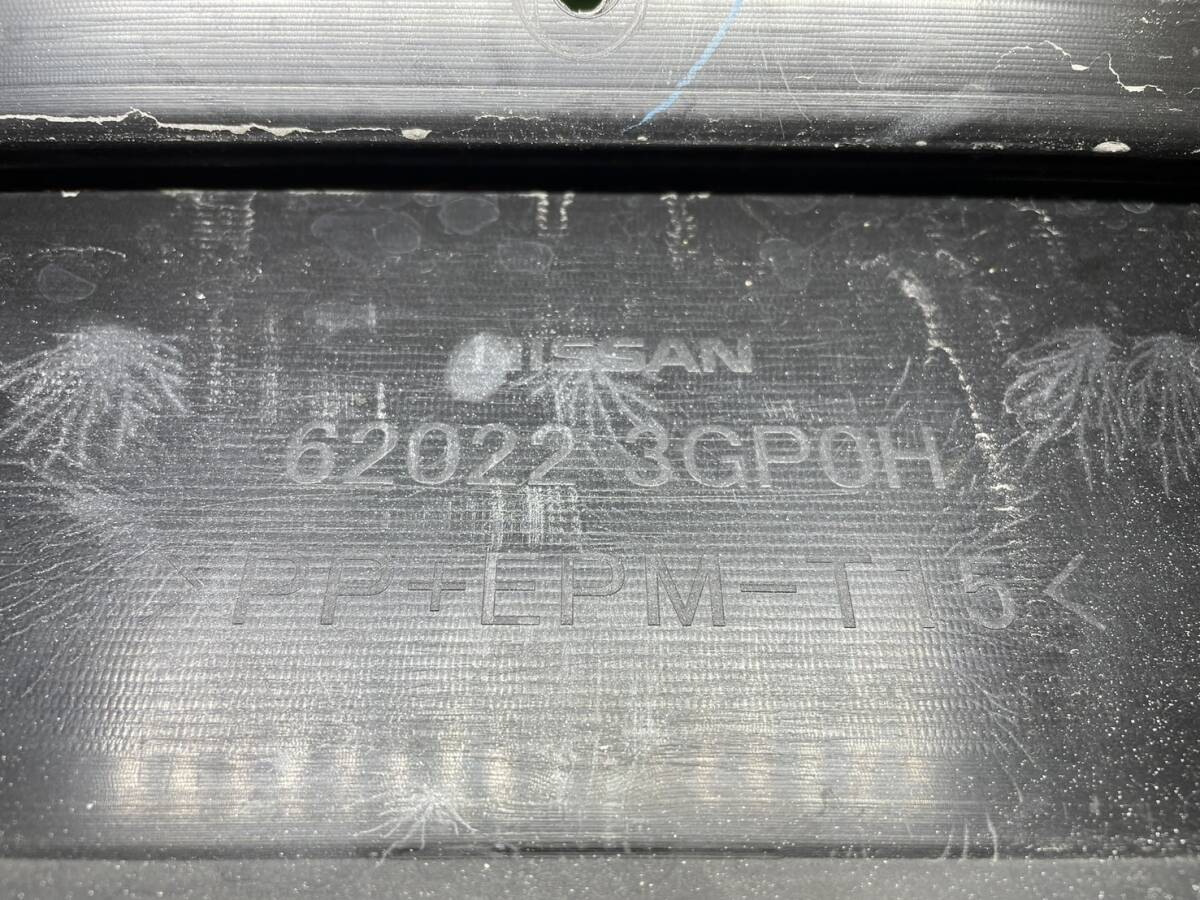 NISSAN
62022 3GP0H
>PP+EPM-T15<